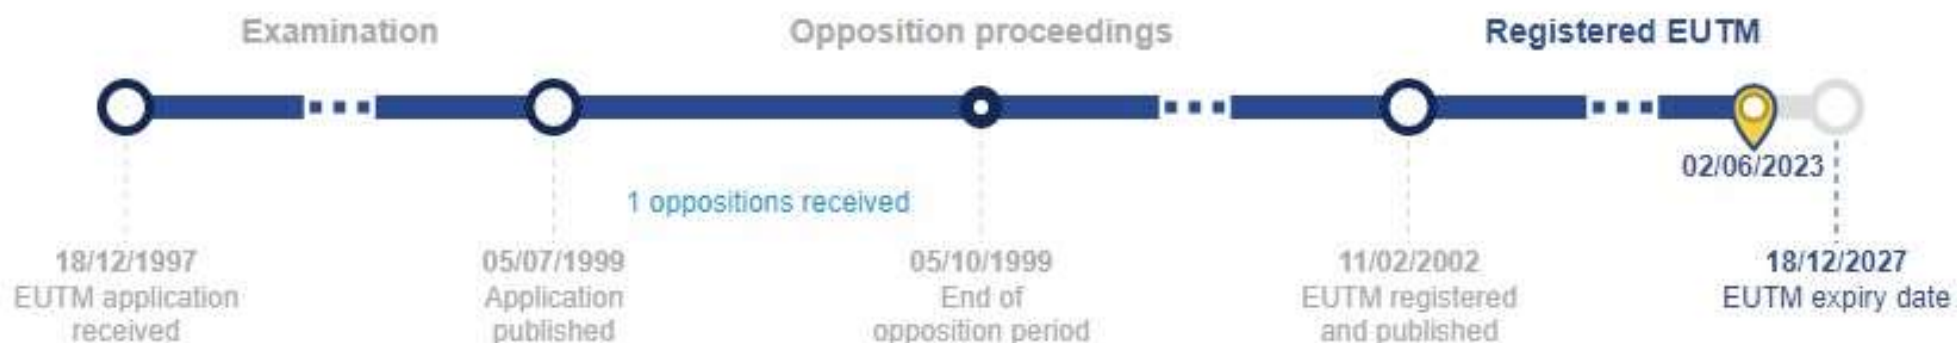 Examination
Opposition proceedings
Registered EUTM
02/06/2023
1 oppositions received
18/12/1997
EUTM application
received
05/07/1999
Application
published
05/10/1999
End of
opposition period
11/02/2002
EUTM registered
and published
18/12/2027
EUTM expiry date